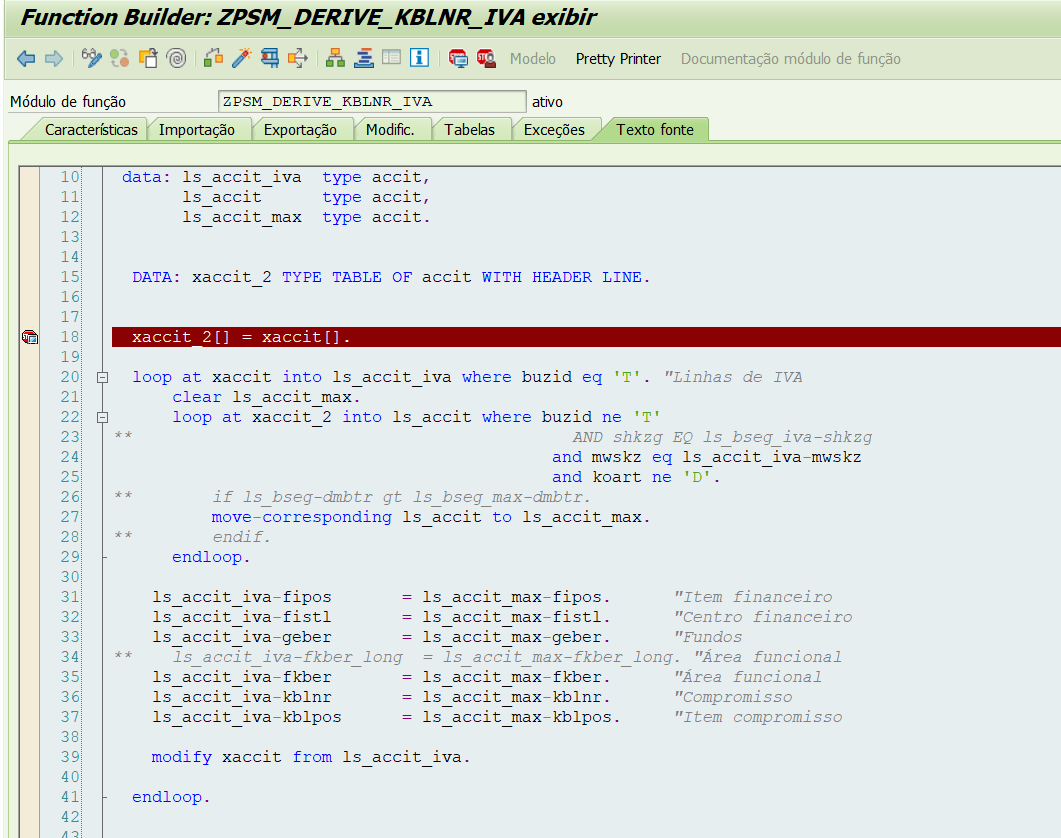 Function Builder: ZPSM_DERIVE_KBLNR_IVA exibir
Modelo Pretty Printer Documentação módulo de função
Módulo de função ZPSM_DERIVE_KBLNR_IVA ativo
Características Importação Exportação Modific. Tabelas Exceções Texto fonte
10 data: ls_accit_iva type accit,
11 ls_accit type accit,
12 ls_accit_max type accit.
13
14
15 DATA: xaccit_2 TYPE TABLE OF accit WITH HEADER LINE.
16
17
18 xaccit_2[] = xaccit[].
19
20 loop at xaccit into ls_accit_iva where buzid eq 'T'. "Linhas de IVA
21 clear ls_accit_max.
22 loop at xaccit_2 into ls_accit where buzid ne 'T'
23 ** AND shkzg EQ ls_bseg_iva-shkzg
24 and mwskz eq ls_accit_iva-mwskz
25 and koart ne 'D'.
26 ** if ls_bseg-dmbtr gt ls_bseg_max-dmbtr.
27 move-corresponding ls_accit to ls_accit_max.
28 ** endif.
29 endloop.
30
31 ls_accit_iva-fipos = ls_accit_max-fipos. "Item financeiro
32 ls_accit_iva-fistl = ls_accit_max-fistl. "Centro financeiro
33 ls_accit_iva-geber = ls_accit_max-geber. "Fundos
34 ** ls_accit_iva-fkber_long = ls_accit_max-fkber_long. "Área funcional
35 ls_accit_iva-fkber = ls_accit_max-fkber. "Área funcional
36 ls_accit_iva-kblnr = ls_accit_max-kblnr. "Compromisso
37 ls_accit_iva-kblpos = ls_accit_max-kblpos. "Item compromisso
38
39 modify xaccit from ls_accit_iva.
40
41 endloop.
42
43